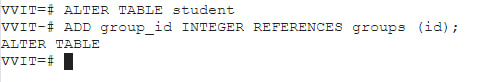 VVIT=# ALTER TABLE student
VVIT-# ADD group_id INTEGER REFERENCES groups (id);
ALTER TABLE
VVIT=#